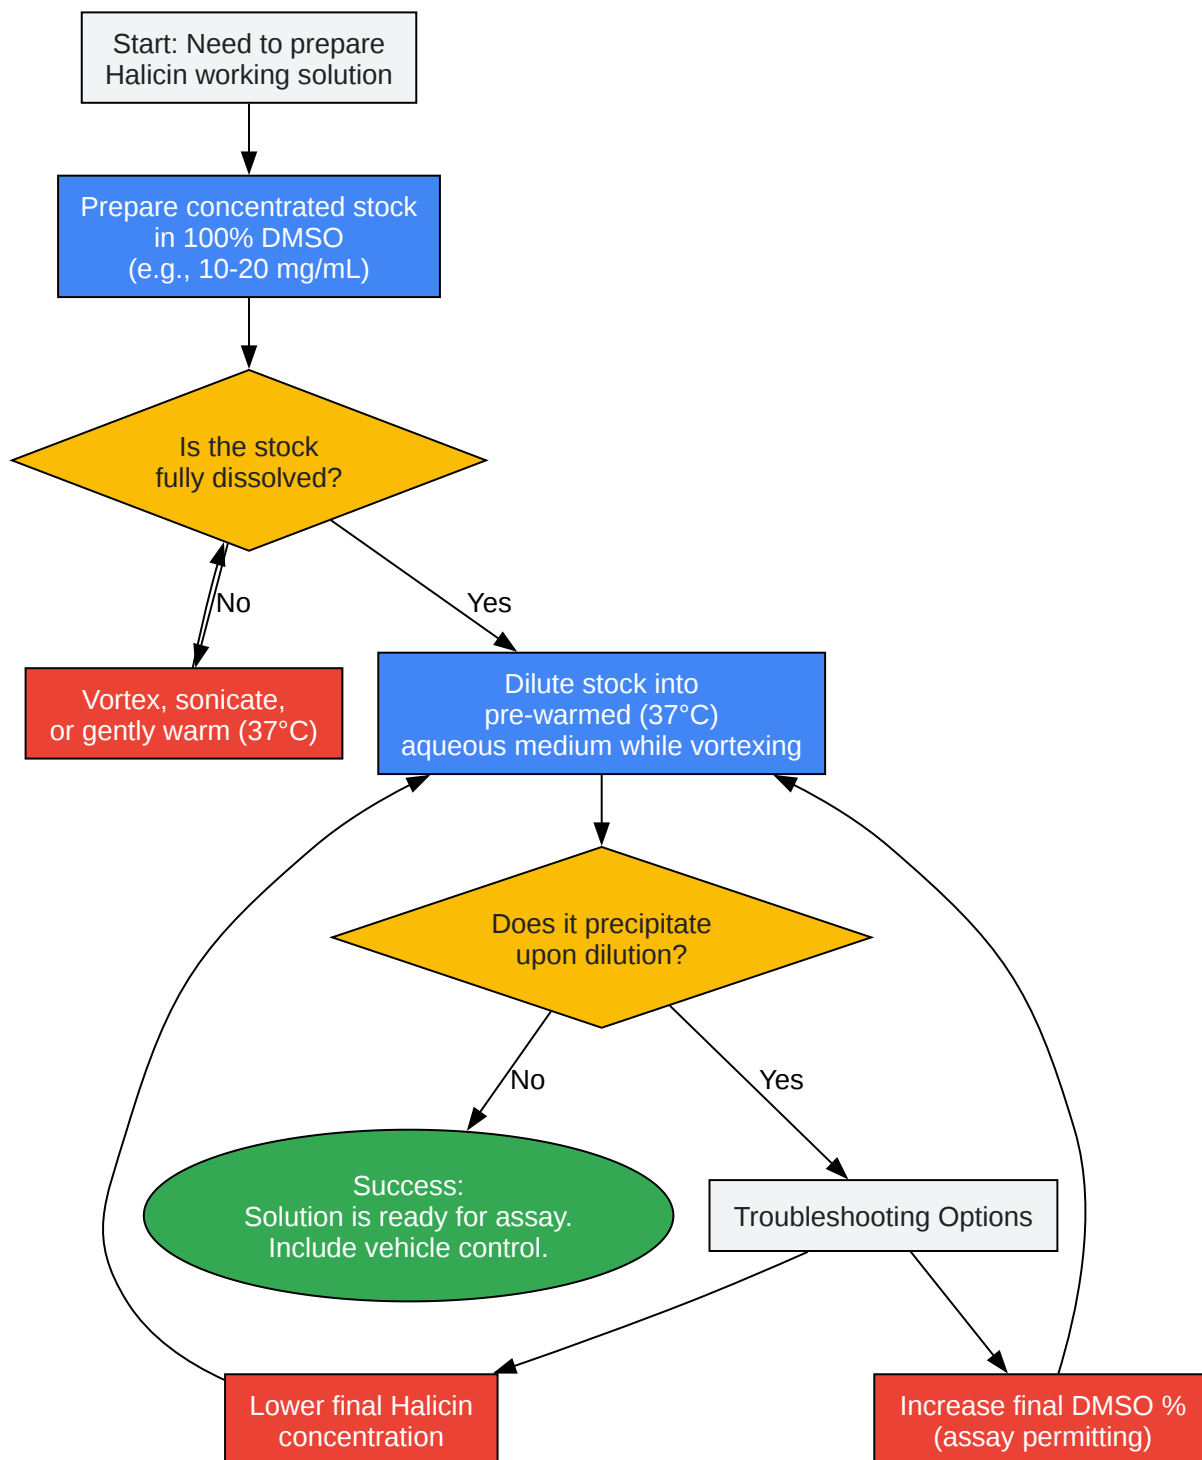 Start: Need to prepare
Halicin working solution
Prepare concentrated stock
in 100% DMSO
(e.g., 10-20 mg/mL)
Is the stock
fully dissolved?
No
Yes
Vortex, sonicate,
or gently warm (37°C)
Dilute stock into
pre-warmed (37°C)
aqueous medium while vortexing
Does it precipitate
upon dilution?
No
Yes
Success:
Solution is ready for assay.
Include vehicle control.
Troubleshooting Options
Lower final Halicin
concentration
Increase final DMSO %
(assay permitting)